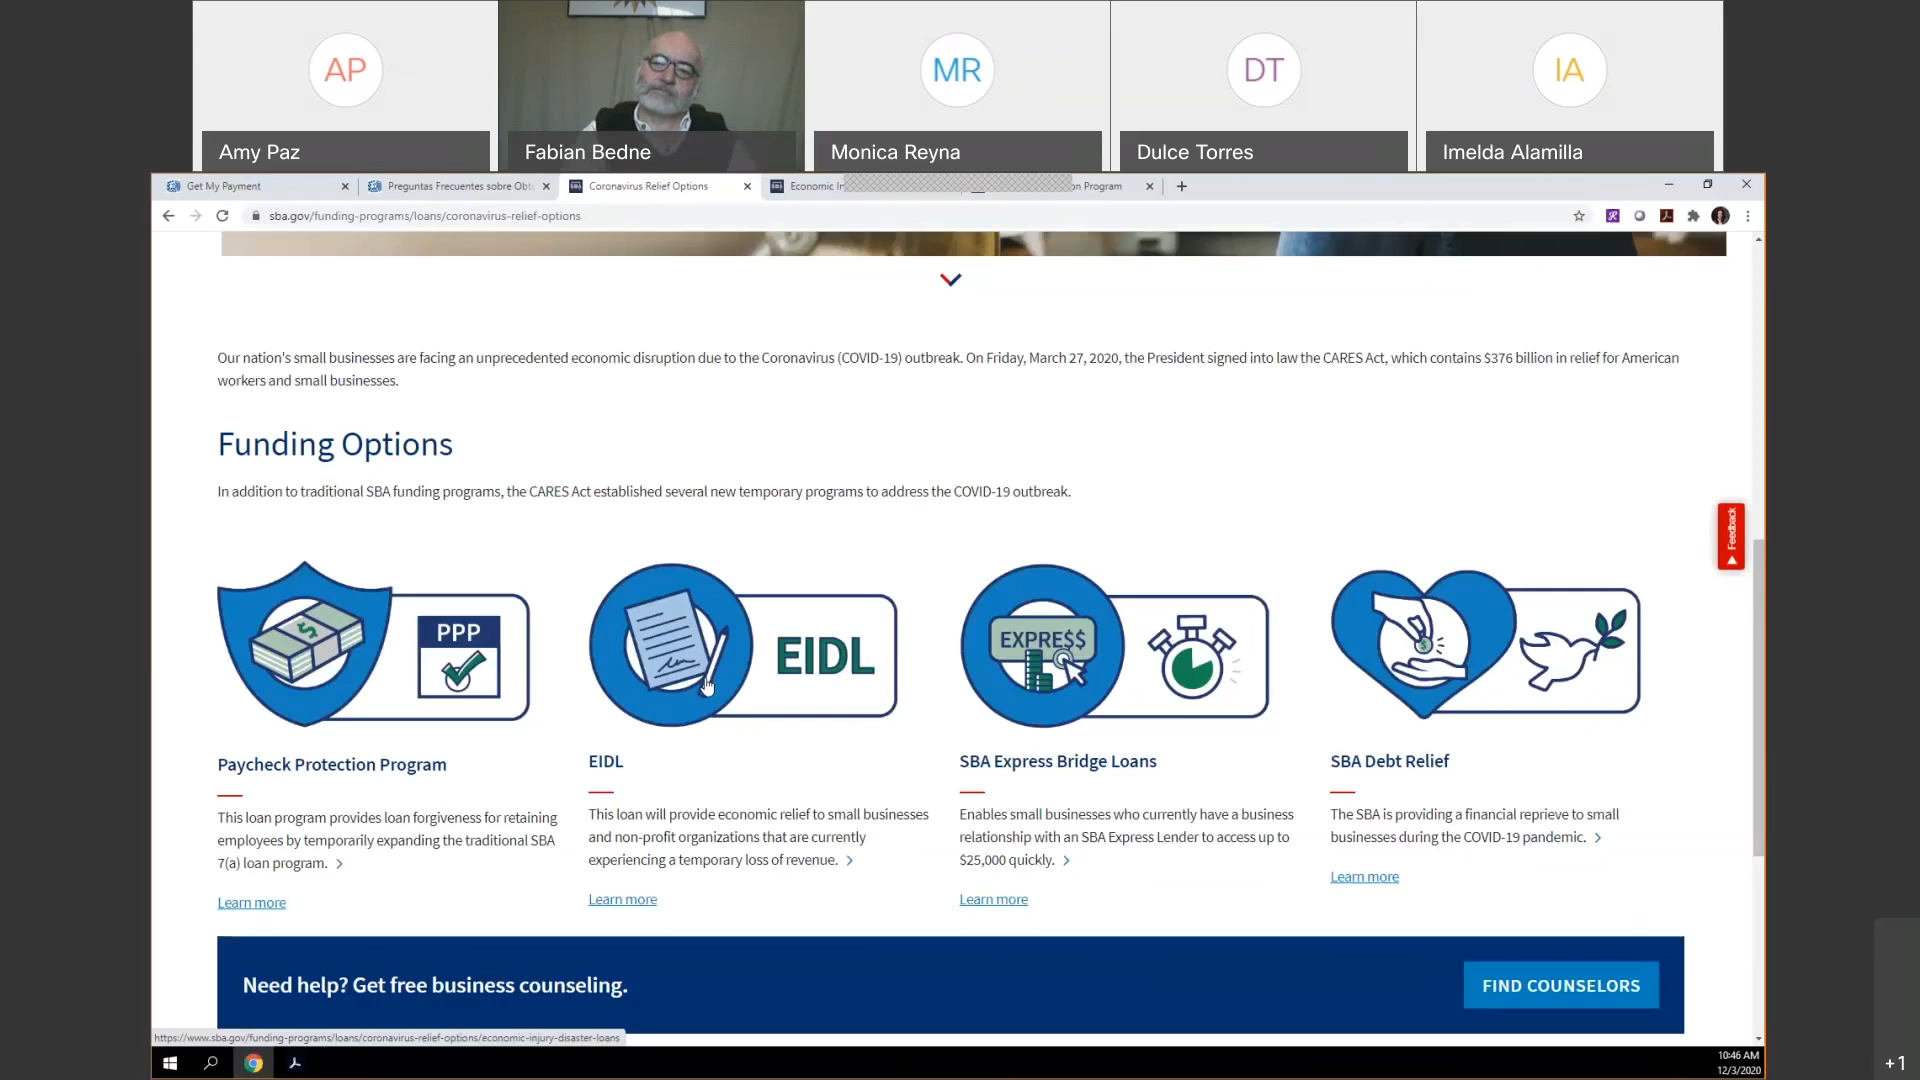 AP
MR
DT
IA
Amy Paz
Fabian Bedne
Monica Reyna
Dulce Torres
Imelda Alamilla
Get My Payment
Preguntas Frecuentes sobre Obt
Coronavirus Relief Options
Economic In
on Program
sba.gov/funding-programs/loans/coronavirus-relief-options
Our nation's small businesses are facing an unprecedented economic disruption due to the Coronavirus (COVID-19) outbreak. On Friday, March 27, 2020, the President signed into law the CARES Act, which contains $376 billion in relief for American
workers and small businesses.
Funding Options
In addition to traditional SBA funding programs, the CARES Act established several new temporary programs to address the COVID-19 outbreak.
Feedback
PPP
EIDL
EXPRE$$
Paycheck Protection Program
This loan program provides loan forgiveness for retaining
employees by temporarily expanding the traditional SBA
7(a) loan program.
Learn more
EIDL
This loan will provide economic relief to small businesses
and non-profit organizations that are currently
experiencing a temporary loss of revenue.
Learn more
SBA Express Bridge Loans
Enables small businesses who currently have a business
relationship with an SBA Express Lender to access up to
$25,000 quickly.
Learn more
SBA Debt Relief
The SBA is providing a financial reprieve to small
businesses during the COVID-19 pandemic.
Learn more
Need help? Get free business counseling.
FIND COUNSELORS
https://www.sba.gov/funding-programs/loans/coronavirus-relief-options/economic-injury-disaster-loans
10:46 AM
12/3/2020
+1